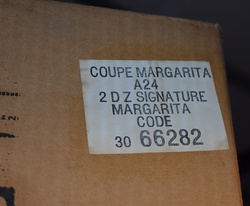 COUPE MARGARITA
A24
2 D Z SIGNATURE
MARGARITA
CODE
30 66282